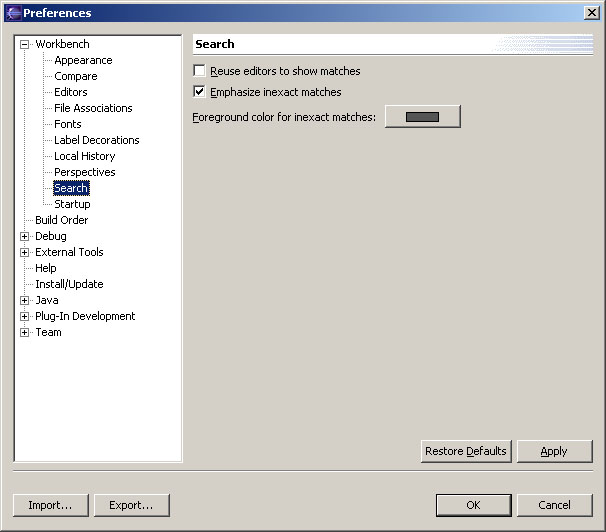 Preferences
Workbench
Appearance
Compare
Editors
File Associations
Fonts
Label Decorations
Local History
Perspectives
Search
Startup
Build Order
Debug
External Tools
Help
Install/Update
Java
Plug-In Development
Team
Search
Reuse editors to show matches
Emphasize inexact matches
Foreground color for inexact matches:
Restore Defaults
Apply
Import...
Export...
OK
Cancel